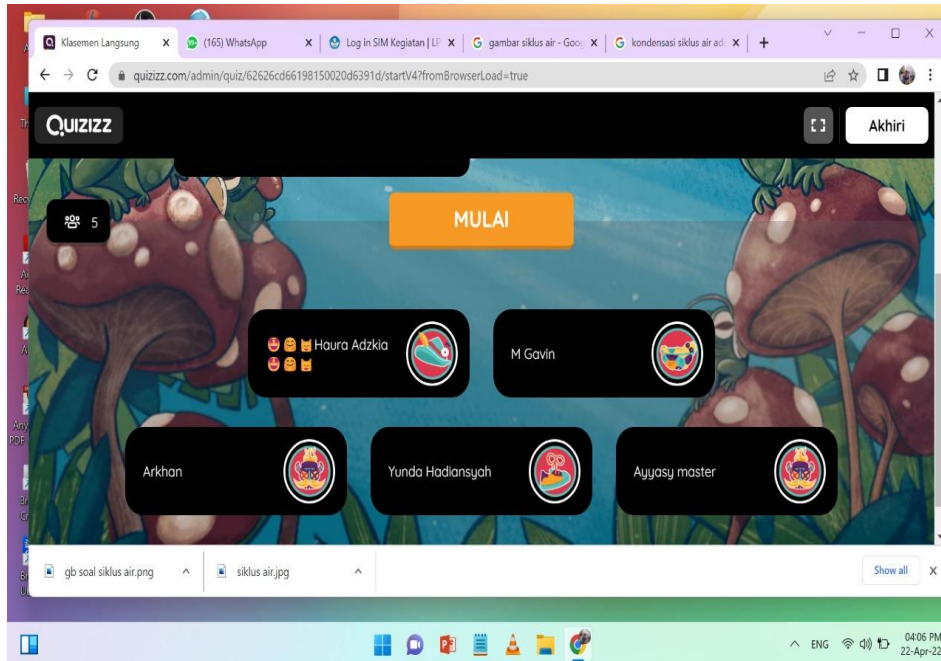 Klasemen Langsung
(165) WhatsApp
Log in SIM Kegiatan | LP
gambar siklus air - Goog
kondensasi siklus air ada
quizizz.com/admin/quiz/62626cd66198150020d6391d/startV4?fromBrowserLoad=true
QUIZIZZ
Akhiri
5
MULAI
Haura Adzkia
M Gavin
Arkhan
Yunda Hadiansyah
Ayyasy master
gb soal siklus air.png
siklus air.jpg
Show all
ENG
04:06 PM
22-Apr-22